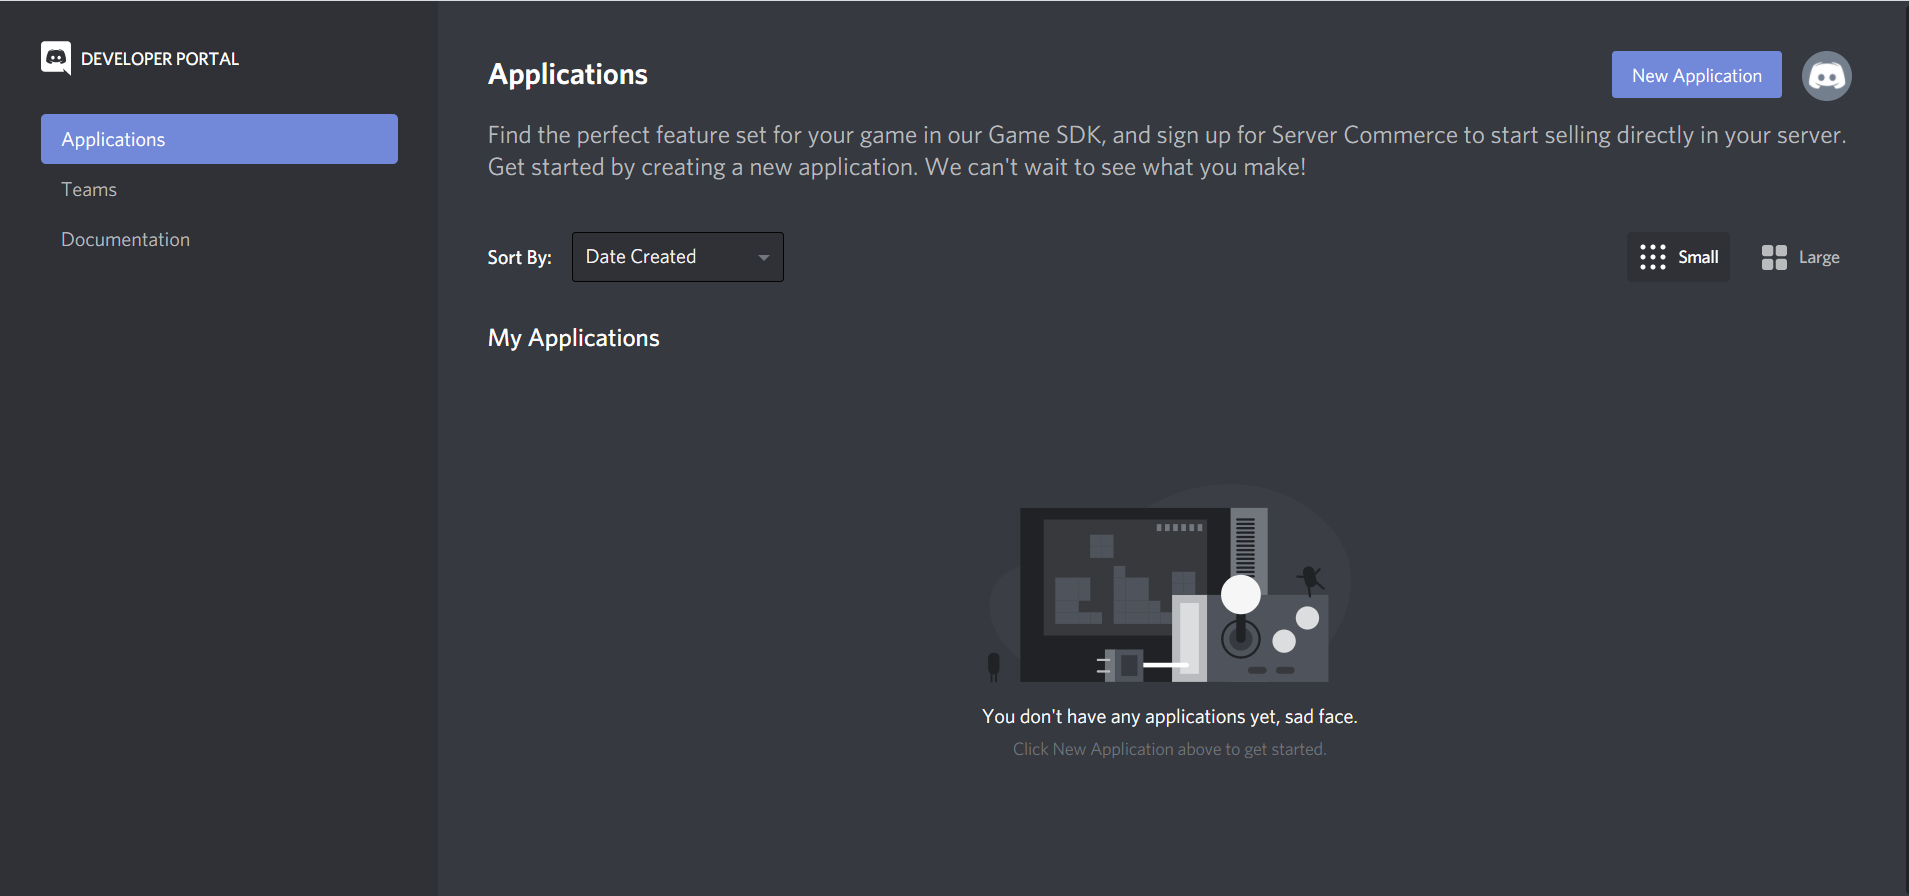 DEVELOPER PORTAL
Applications
Teams
Documentation
Applications
New Application
Find the perfect feature set for your game in our Game SDK, and sign up for Server Commerce to start selling directly in your server.
Get started by creating a new application. We can't wait to see what you make!
Sort By:
Date Created
Small
Large
My Applications
You don't have any applications yet, sad face.
Click New Application above to get started.